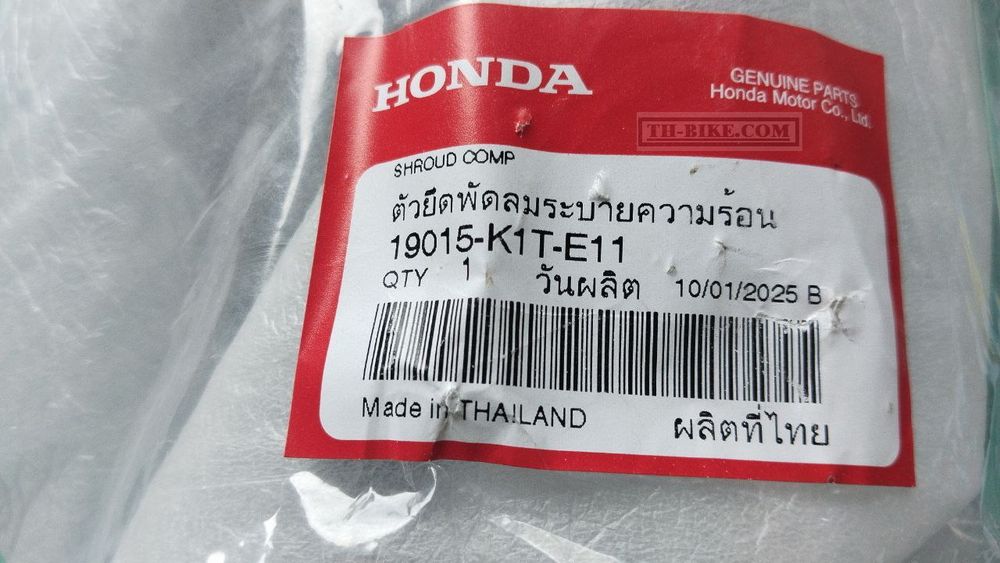 HONDA
GENUINE PARTS
Honda Motor Co., Ltd.
TH-BIKE.COM
SHROUD COMP
ตัวยึดพัดลมระบายความร้อน
19015-K1T-E11
QTY 1 วันผลิต 10/01/2025 B
Made in THAILAND
ผลิตที่ไทย